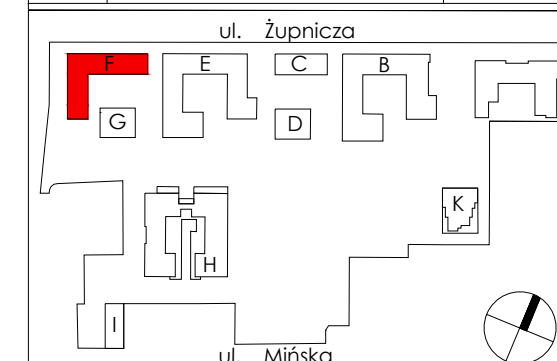 ul. Żupnicza
F E C B
G D
K
H
I
ul. Mińska